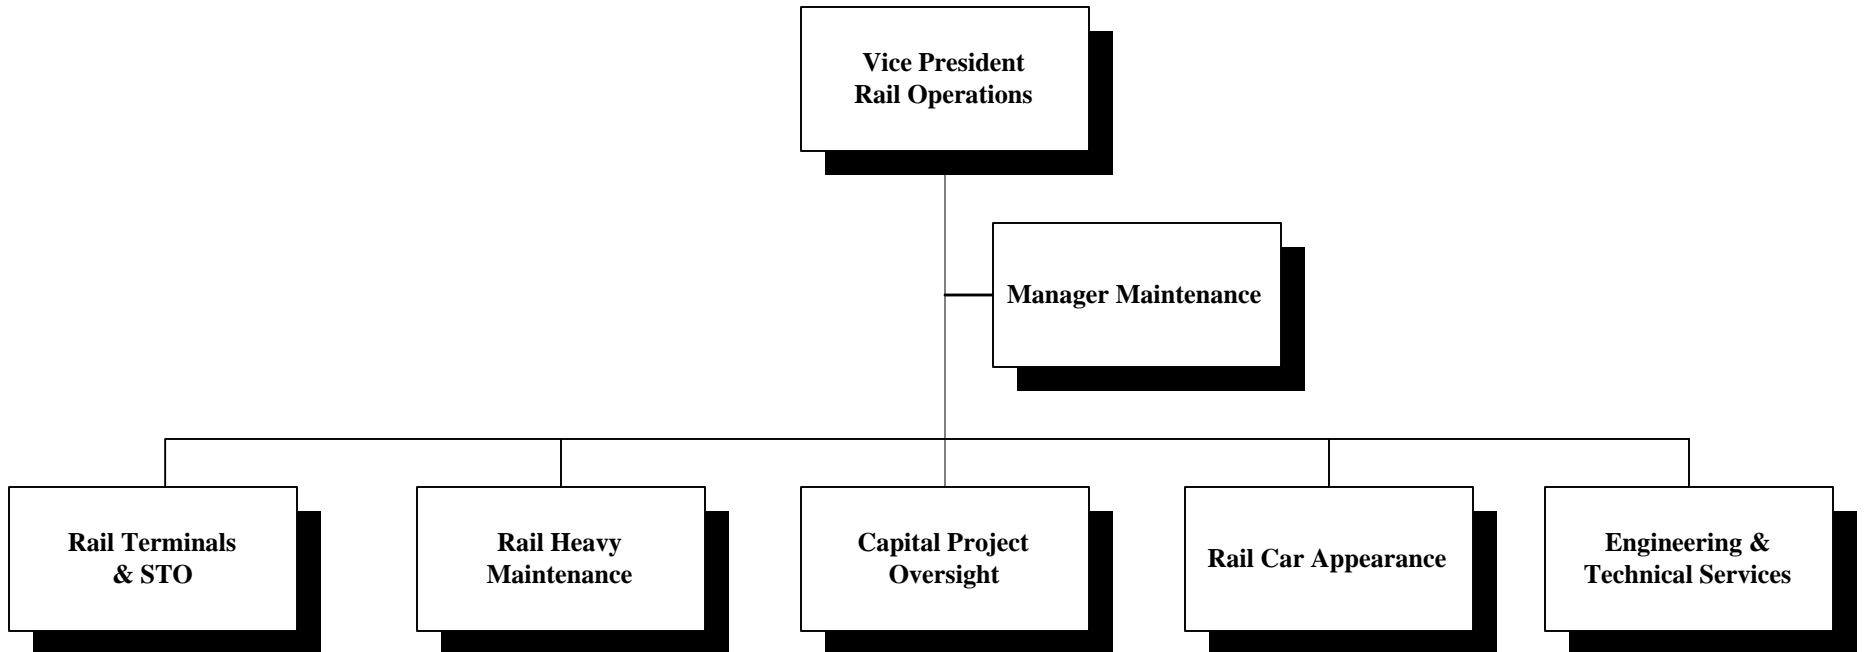 Vice President
Rail Operations
Manager Maintenance
Rail Terminals
& STO
Rail Heavy
Maintenance
Capital Project
Oversight
Rail Car Appearance
Engineering &
Technical Services